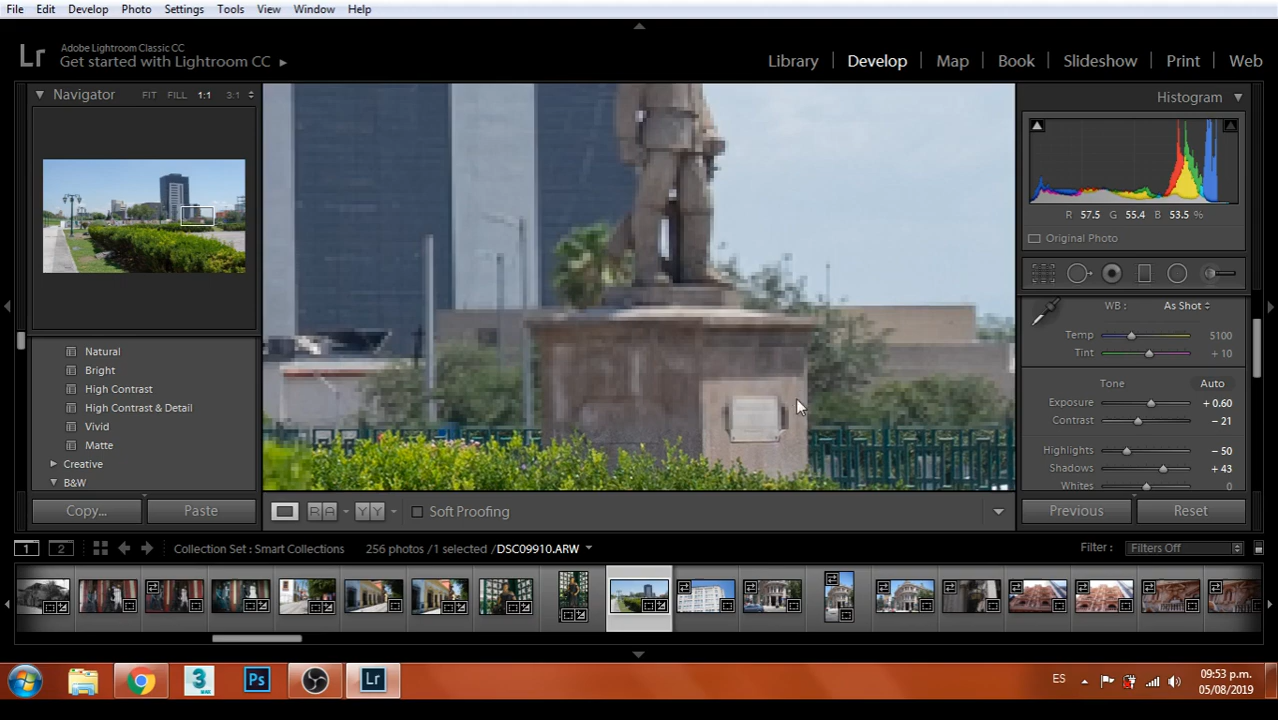 File Edit Develop Photo Settings Tools View Window Help
Lr
Adobe Lightroom Classic CC
Get started with Lightroom CC
Library Develop Map Book Slideshow Print Web
Navigator FIT FILL 1:1 3:1
Histogram
R 57.5 G 55.4 B 53.5 %
Original Photo
WB : As Shot
Temp 5100
Tint + 10
Tone Auto
Exposure + 0.60
Contrast − 21
Highlights − 50
Shadows + 43
Whites 0
Natural
Bright
High Contrast
High Contrast & Detail
Vivid
Matte
Creative
B&W
Copy... Paste
R A Y Y Soft Proofing
Previous Reset
1 2 Collection Set : Smart Collections 256 photos /1 selected /DSC09910.ARW
Filter : Filters Off
3 Ps Lr
ES
09:53 p.m.
05/08/2019